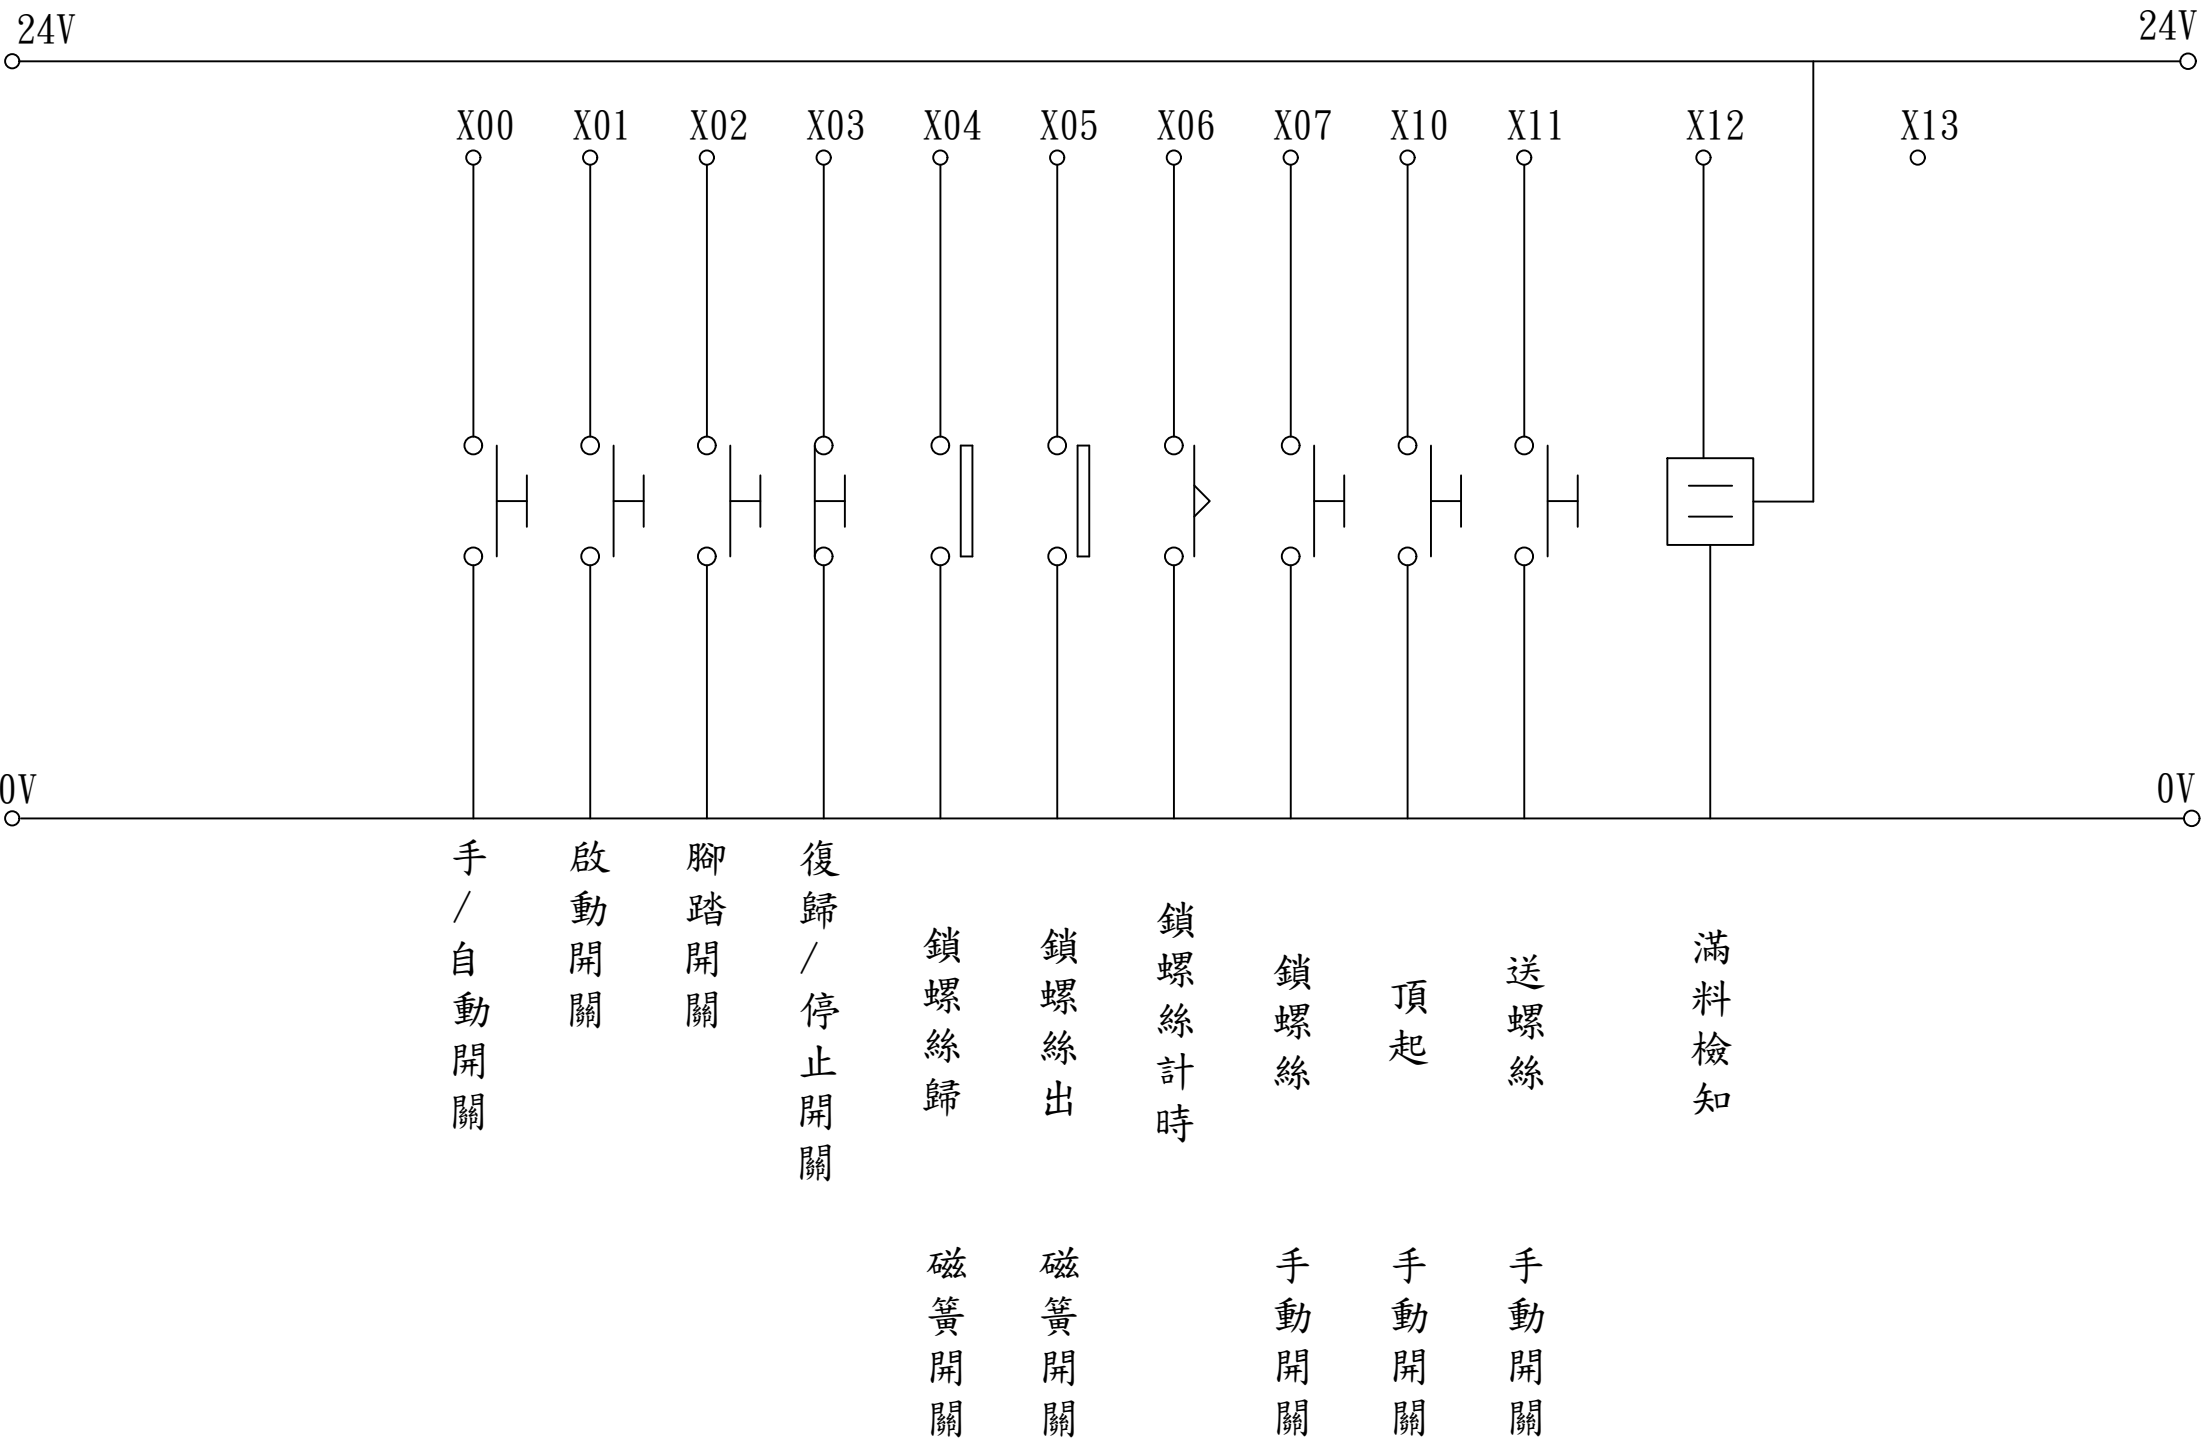 24V
24V
X00
X01
X02
X03
X04
X05
X06
X07
X10
X11
X12
X13
0V
0V
手/自動開關
啟動開關
腳踏開關
復歸/停止開關
鎖螺絲歸
磁簧開關
鎖螺絲出
磁簧開關
鎖螺絲計時
鎖螺絲
手動開關
頂起
手動開關
送螺絲
手動開關
滿料檢知